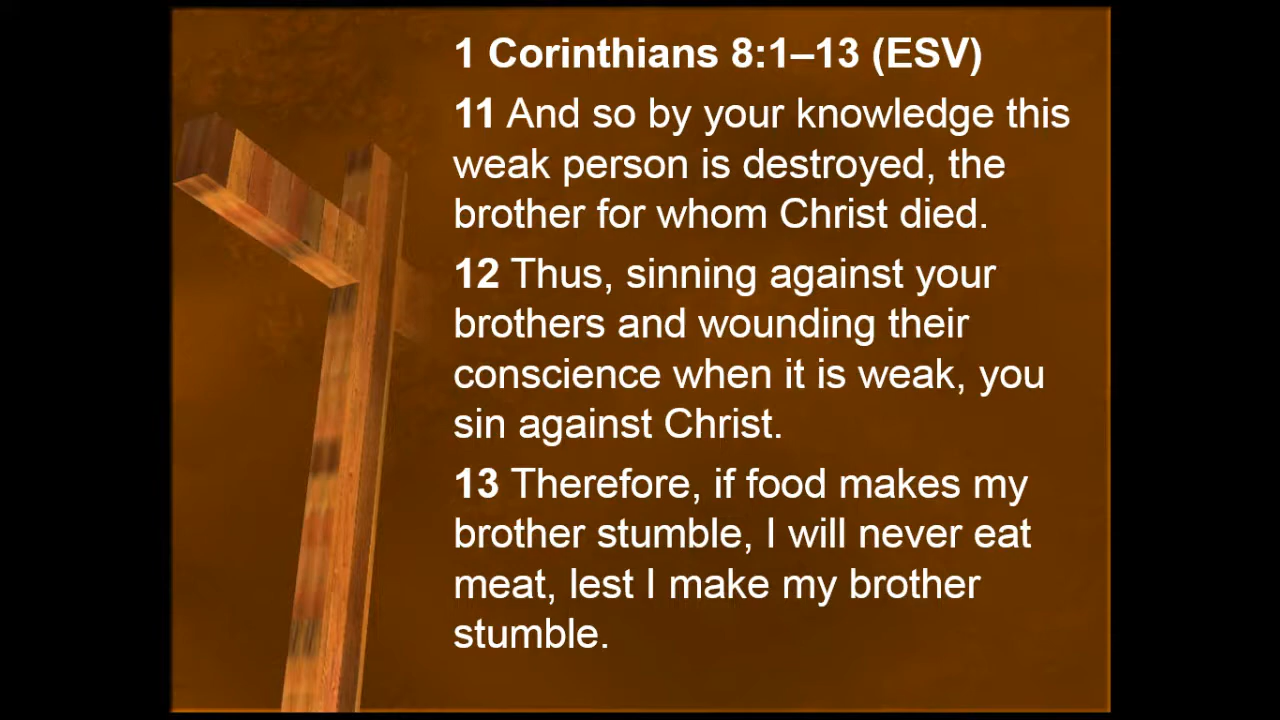 1 Corinthians 8:1–13 (ESV)
11 And so by your knowledge this
weak person is destroyed, the
brother for whom Christ died.
12 Thus, sinning against your
brothers and wounding their
conscience when it is weak, you
sin against Christ.
13 Therefore, if food makes my
brother stumble, I will never eat
meat, lest I make my brother
stumble.